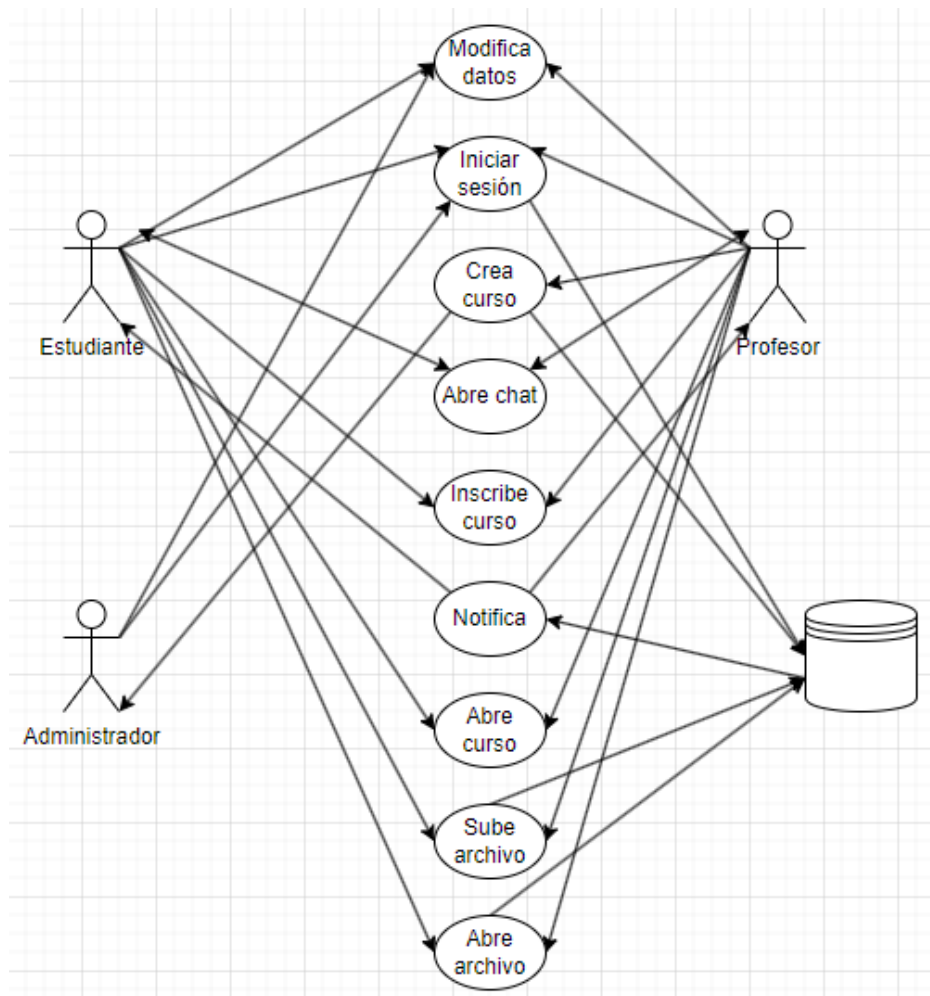 Modifica
datos
Iniciar
sesión
Crea
curso
Estudiante
Profesor
Abre chat
Inscribe
curso
Notifica
Administrador
Abre
curso
Sube
archivo
Abre
archivo